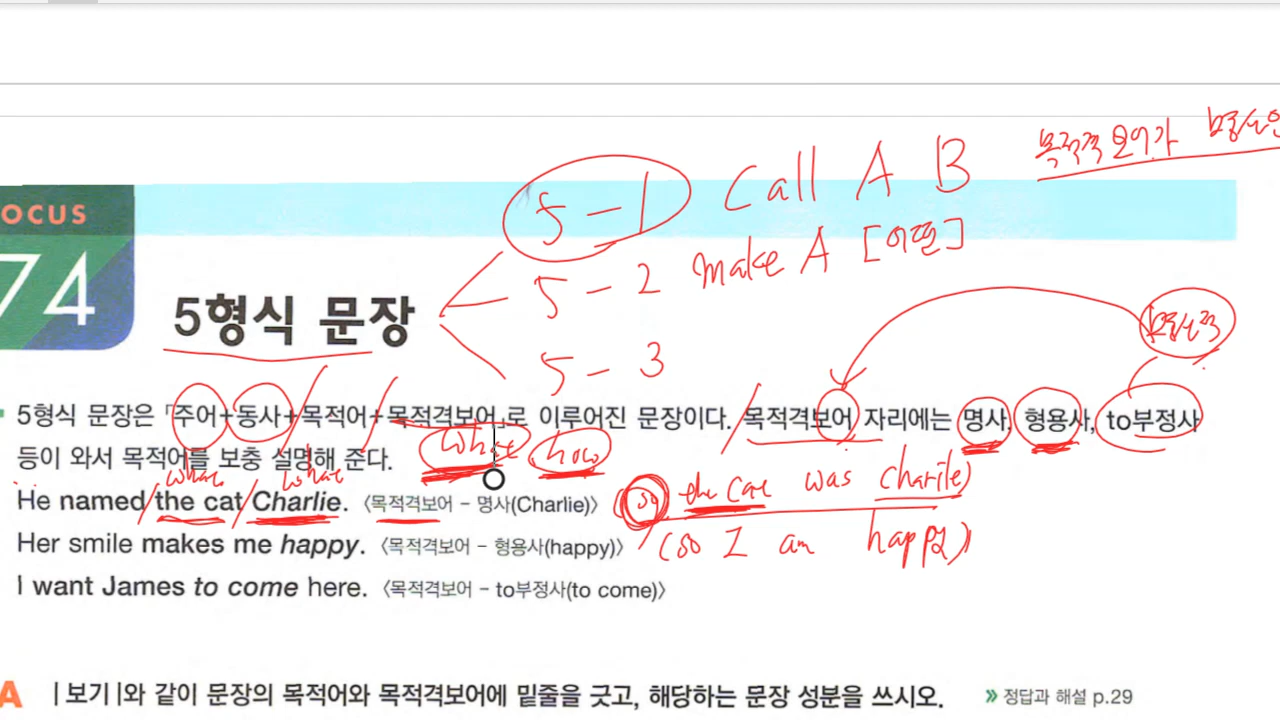 목적격 보어가
5-1 Call A B
5-2 make A [어떤]
5-3
OCUS
74
5형식 문장
5형식 문장은 「주어+동사+목적어+목적격보어」로 이루어진 문장이다. 목적격보어 자리에는 명사, 형용사, to부정사
등이 와서 목적어를 보충 설명해 준다.
what how
what what
He named/the cat/Charlie. 〈목적격보어 – 명사(Charlie)〉 (so the cat was charlie)
Her smile makes me happy. 〈목적격보어 – 형용사(happy)〉 (so I am happy)
I want James to come here. 〈목적격보어 – to부정사(to come)〉
A |보기|와 같이 문장의 목적어와 목적격보어에 밑줄을 긋고, 해당하는 문장 성분을 쓰시오. » 정답과 해설 p.29